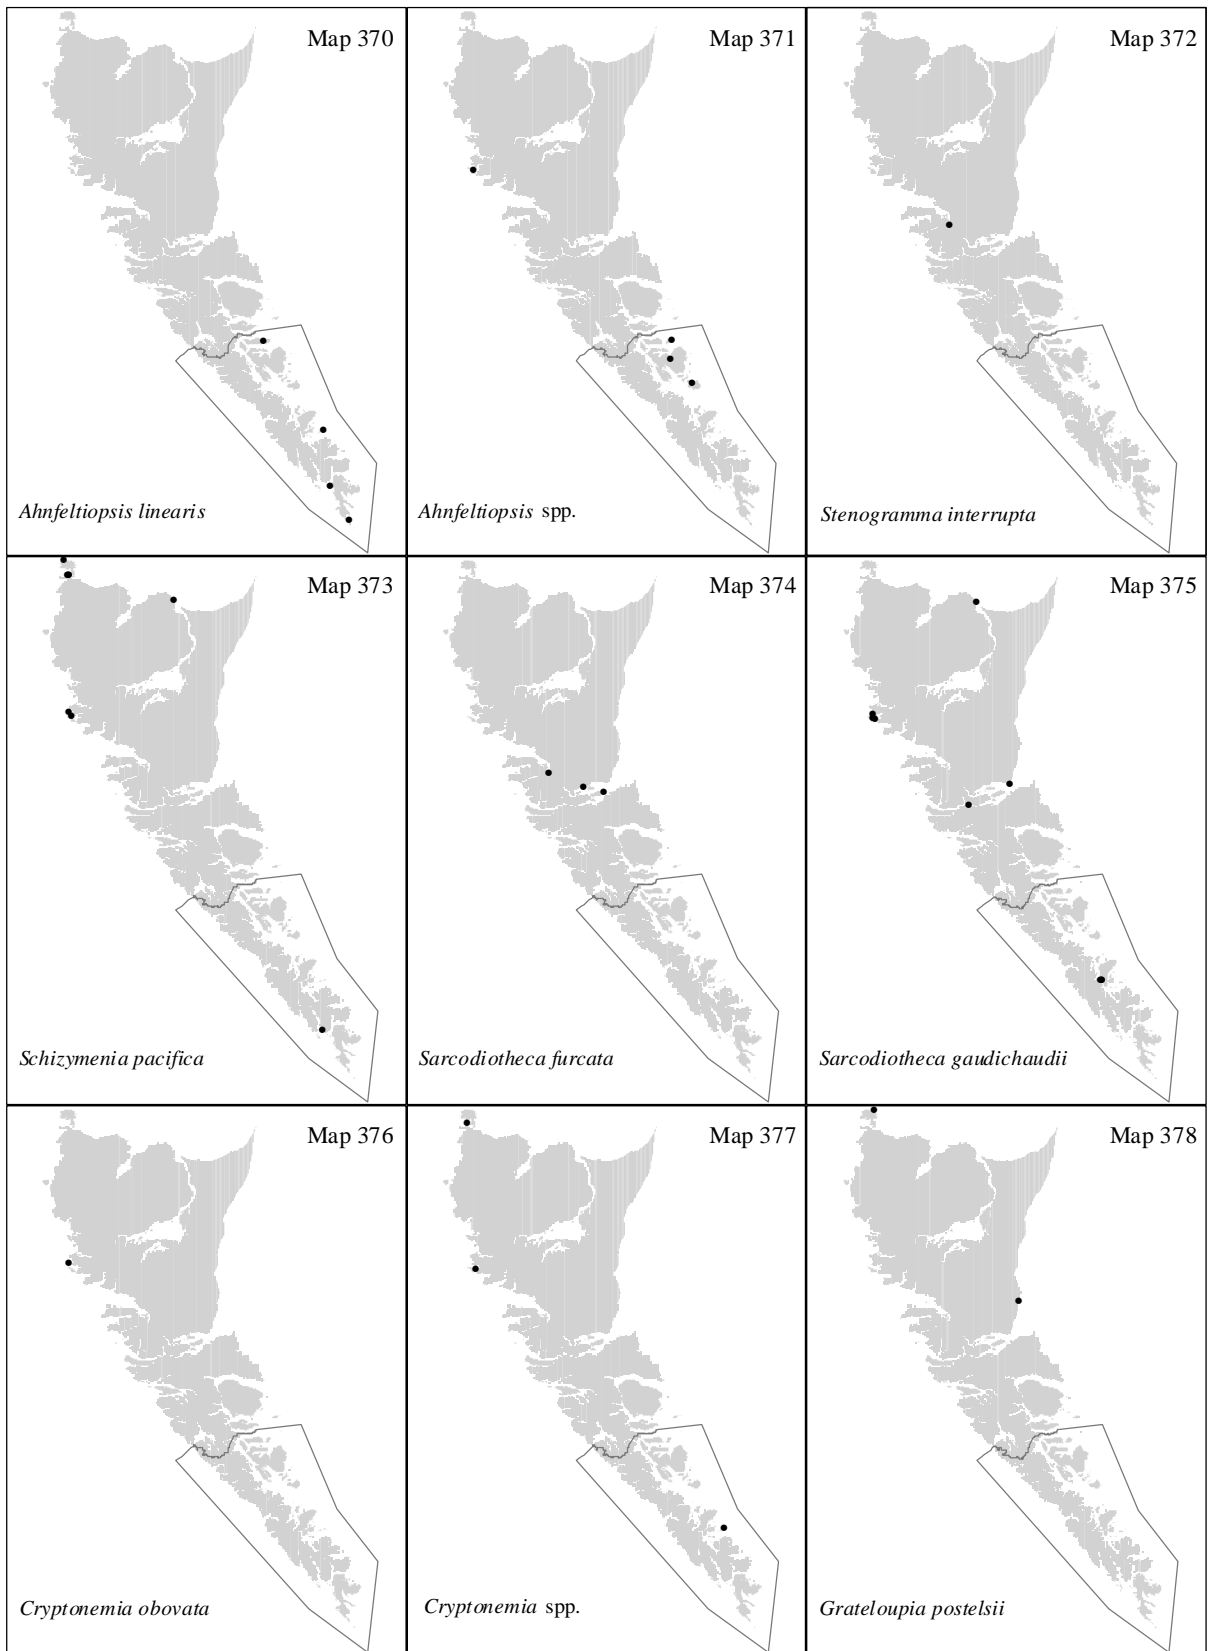 Map 370
Ahnfeltiopsis linearis
Map 371
Ahnfeltiopsis spp.
Map 372
Stenogramma interrupta
Map 373
Schizymenia pacifica
Map 374
Sarcodiotheca furcata
Map 375
Sarcodiotheca gaudichaudii
Map 376
Cryptonemia obovata
Map 377
Cryptonemia spp.
Map 378
Grateloupia postelsii